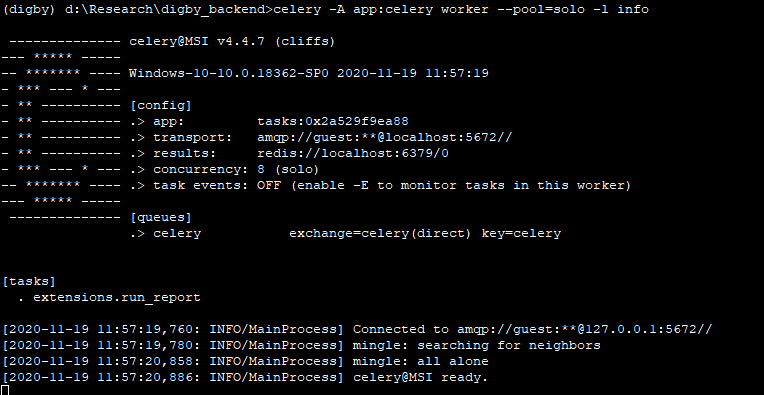 (digby) d:\Research\digby_backend>celery -A app:celery worker --pool=solo -l info
-------------- celery@MSI v4.4.7 (cliffs)
--- ***** -----
-- ******* ---- Windows-10-10.0.18362-SP0 2020-11-19 11:57:19
- *** --- * ---
- ** ---------- [config]
- ** ---------- .> app:         tasks:0x2a529f9ea88
- ** ---------- .> transport:   amqp://guest:**@localhost:5672//
- ** ---------- .> results:     redis://localhost:6379/0
- *** --- * --- .> concurrency: 8 (solo)
-- ******* ---- .> task events: OFF (enable -E to monitor tasks in this worker)
--- ***** -----
-------------- [queues]
.> celery           exchange=celery(direct) key=celery
[tasks]
. extensions.run_report
[2020-11-19 11:57:19,760: INFO/MainProcess] Connected to amqp://guest:**@127.0.0.1:5672//
[2020-11-19 11:57:19,780: INFO/MainProcess] mingle: searching for neighbors
[2020-11-19 11:57:20,858: INFO/MainProcess] mingle: all alone
[2020-11-19 11:57:20,886: INFO/MainProcess] celery@MSI ready.